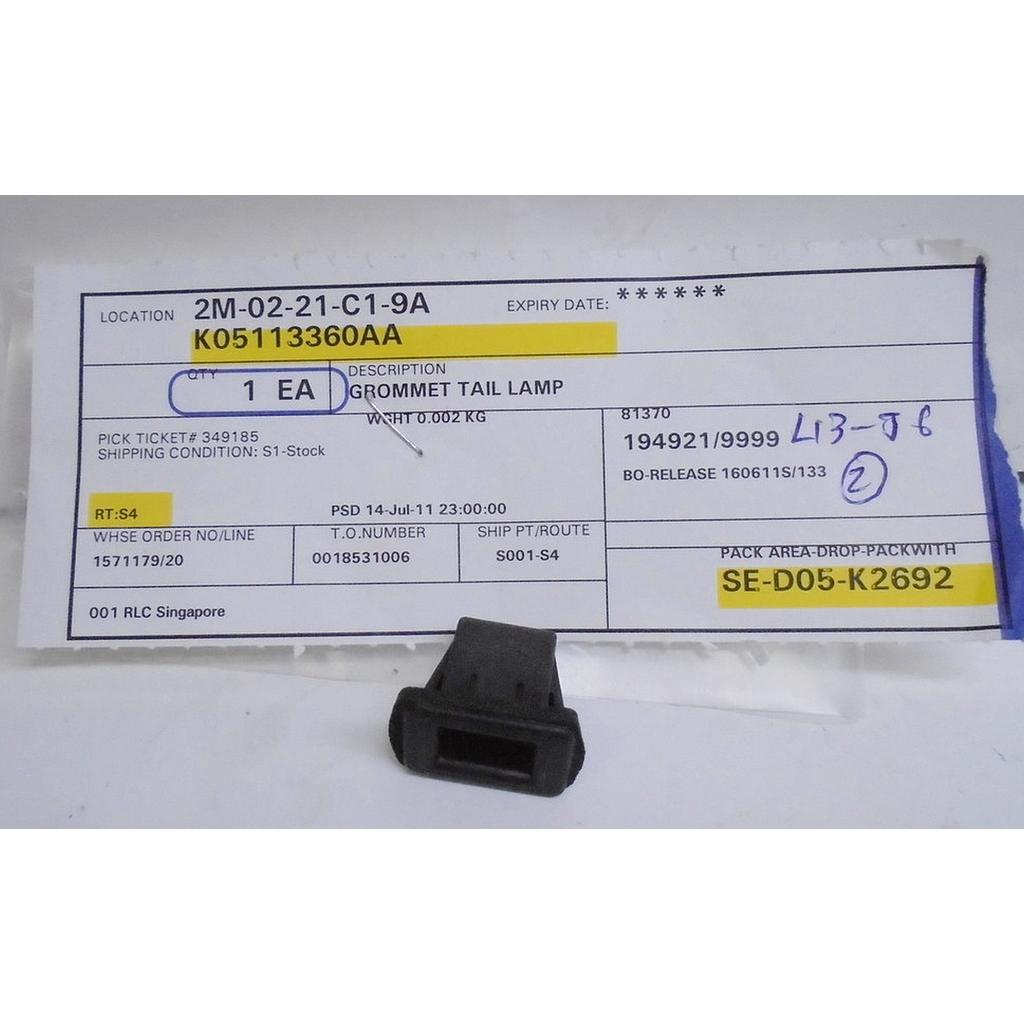 LOCATION 2M-02-21-C1-9A EXPIRY DATE: ******
K05113360AA
QTY 1 EA
DESCRIPTION
GROMMET TAIL LAMP
WGHT 0.002 KG
PICK TICKET# 349185
SHIPPING CONDITION: S1-Stock
RT:S4 PSD 14-Jul-11 23:00:00
81370
194921/9999 L13-J6
BO-RELEASE 160611S/133 2
WHSE ORDER NO/LINE T.O.NUMBER SHIP PT/ROUTE
1571179/20 0018531006 S001-S4
PACK AREA-DROP-PACKWITH
SE-D05-K2692
001 RLC Singapore